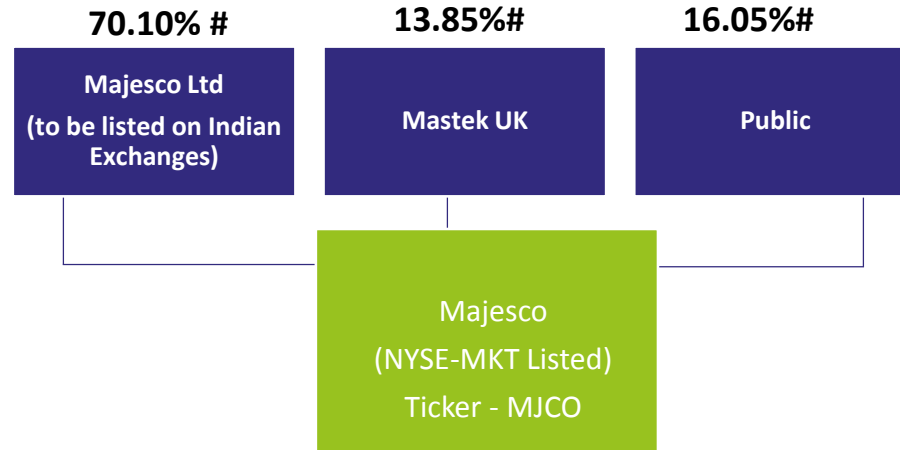 70.10% #
13.85%#
16.05%#
Majesco Ltd
(to be listed on Indian
Exchanges)
Mastek UK
Public
Majesco
(NYSE-MKT Listed)
Ticker - MJCO